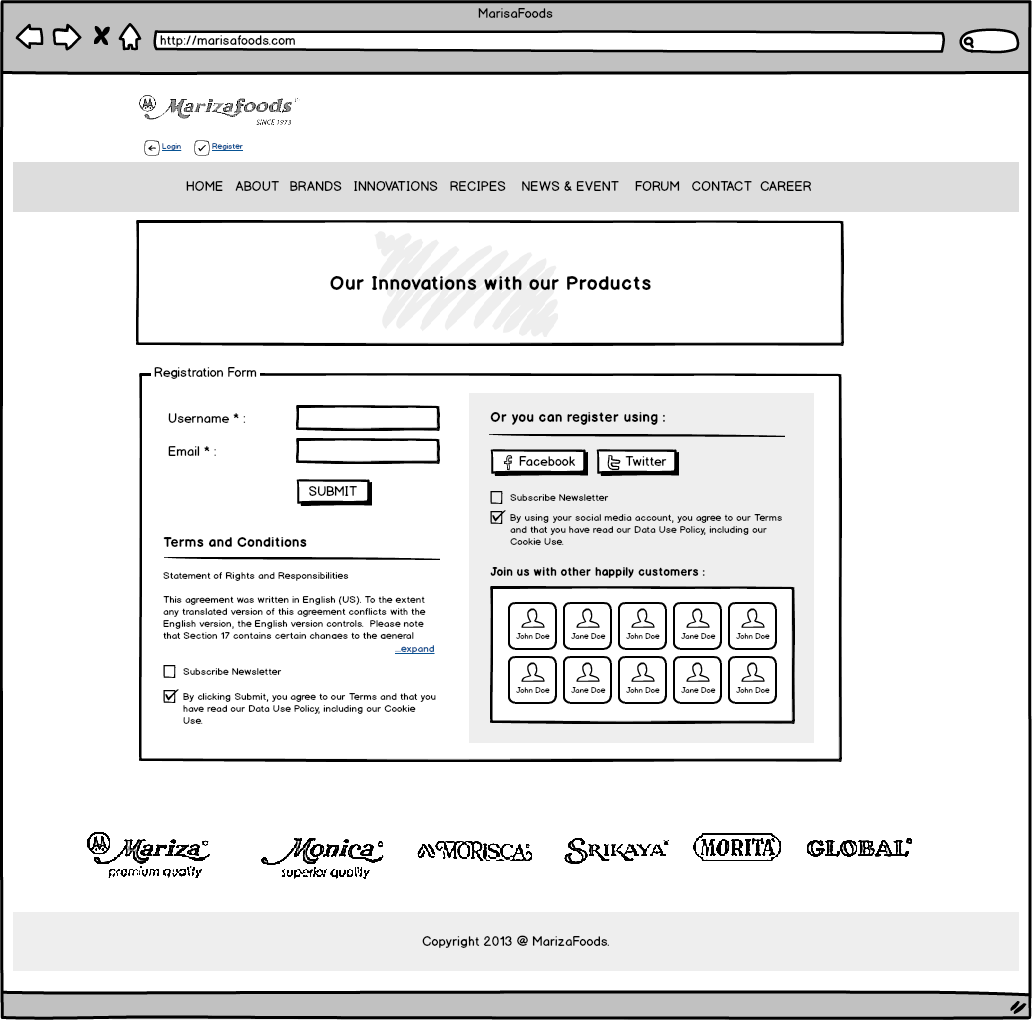 MarisaFoods
http://marisafoods.com
Marizafoods
SINCE 1973
Login Register
HOME ABOUT BRANDS INNOVATIONS RECIPES NEWS & EVENT FORUM CONTACT CAREER
Our Innovations with our Products
Registration Form
Username * :
Email * :
SUBMIT
Terms and Conditions
Statement of Rights and Responsibilities
This agreement was written in English (US). To the extent
any translated version of this agreement conflicts with the
English version, the English version controls. Please note
that Section 17 contains certain changes to the general
...expand
Subscribe Newsletter
By clicking Submit, you agree to our Terms and that you
have read our Data Use Policy, including our Cookie
Use.
Or you can register using :
Facebook Twitter
Subscribe Newsletter
By using your social media account, you agree to our Terms
and that you have read our Data Use Policy, including our
Cookie Use.
Join us with other happily customers :
John Doe Jane Doe John Doe Jane Doe John Doe
John Doe Jane Doe John Doe Jane Doe John Doe
Mariza Monica MORISCA SRIKAYA MORITA GLOBAL
premium quality superior quality
Copyright 2013 @ MarizaFoods.